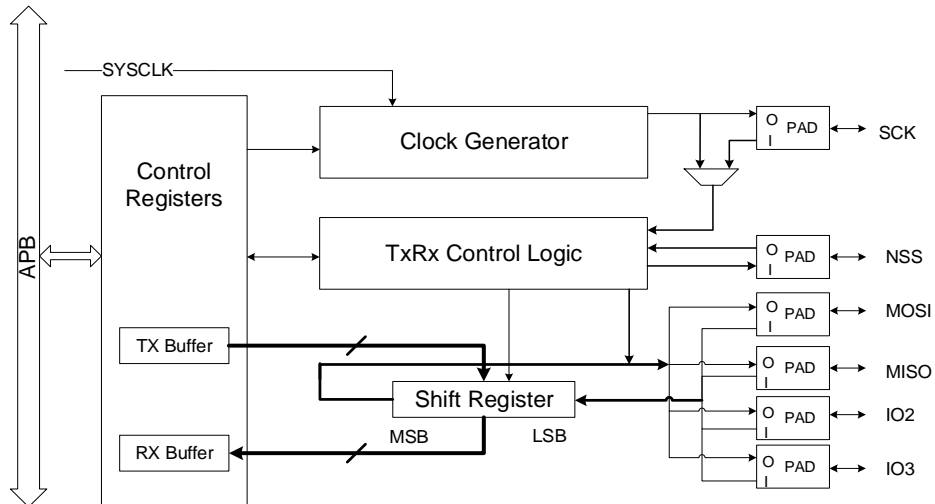 SYSCLK
Clock Generator
O
PAD
I
SCK
Control
Registers
APB
TxRx Control Logic
O
PAD
I
NSS
O
PAD
I
MOSI
TX Buffer
O
PAD
I
MISO
Shift Register
MSB
LSB
O
PAD
I
IO2
RX Buffer
O
PAD
I
IO3